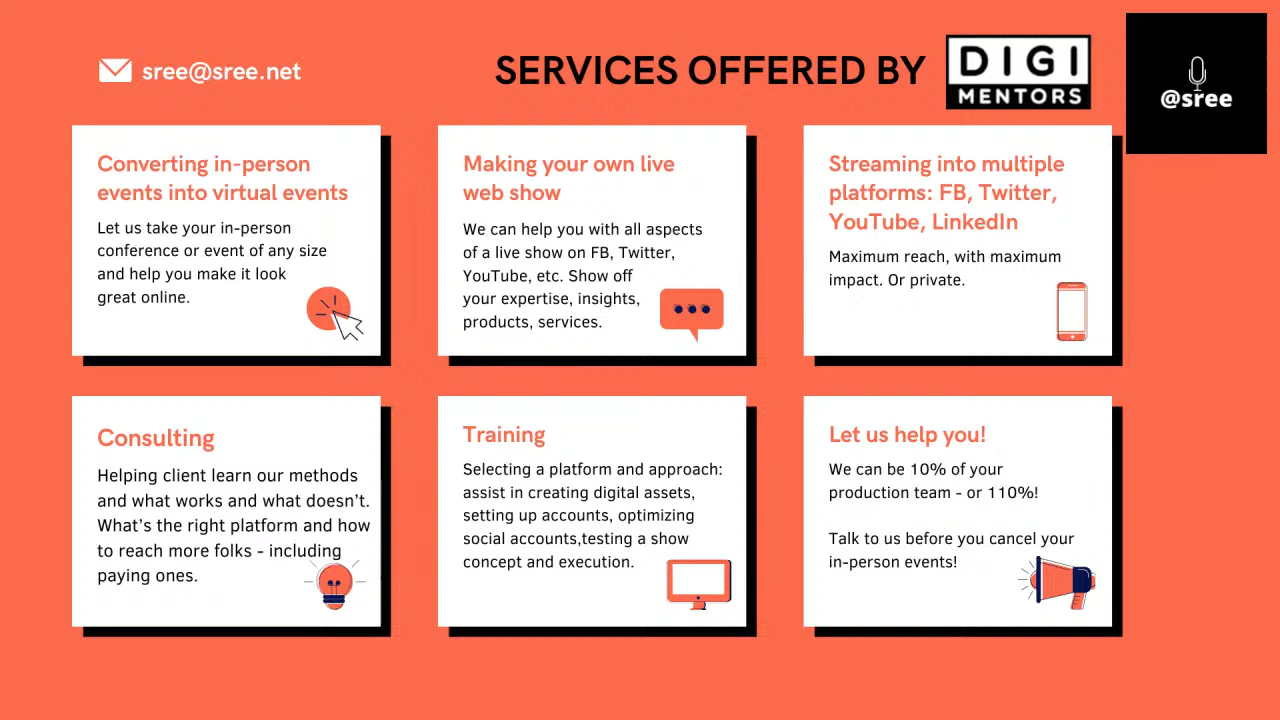 sree@sree.net
SERVICES OFFERED BY
DIGI
MENTORS
@sree
Converting in-person
events into virtual events
Let us take your in-person
conference or event of any size
and help you make it look
great online.
Making your own live
web show
We can help you with all aspects
of a live show on FB, Twitter,
YouTube, etc. Show off
your expertise, insights,
products, services.
Streaming into multiple
platforms: FB, Twitter,
YouTube, LinkedIn
Maximum reach, with maximum
impact. Or private.
Consulting
Helping client learn our methods
and what works and what doesn't.
What's the right platform and how
to reach more folks - including
paying ones.
Training
Selecting a platform and approach:
assist in creating digital assets,
setting up accounts, optimizing
social accounts,testing a show
concept and execution.
Let us help you!
We can be 10% of your
production team - or 110%!
Talk to us before you cancel your
in-person events!